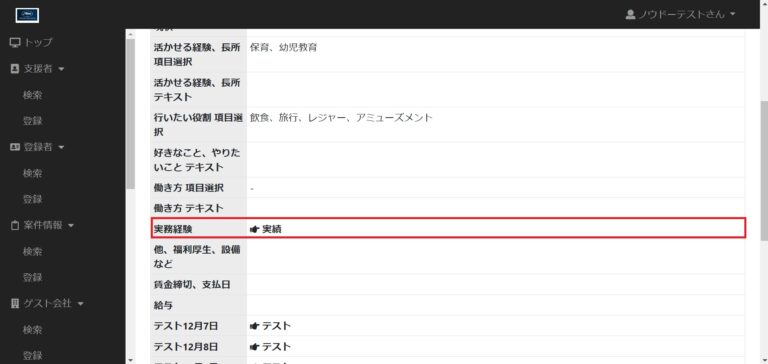 ノウドーテストさん
トップ
支援者
検索
登録
登録者
検索
登録
案件情報
検索
登録
ゲスト会社
検索
登録
活かせる経験、長所 保育、幼児教育
項目選択
活かせる経験、長所
テキスト
行いたい役割 項目選 飲食、旅行、レジャー、アミューズメント
択
好きなこと、やりた
いこと テキスト
働き方 項目選択 -
働き方 テキスト
実務経験 実績
他、福利厚生、設備
など
賃金締切、支払日
給与
テスト12月7日 テスト
テスト12月8日 テスト